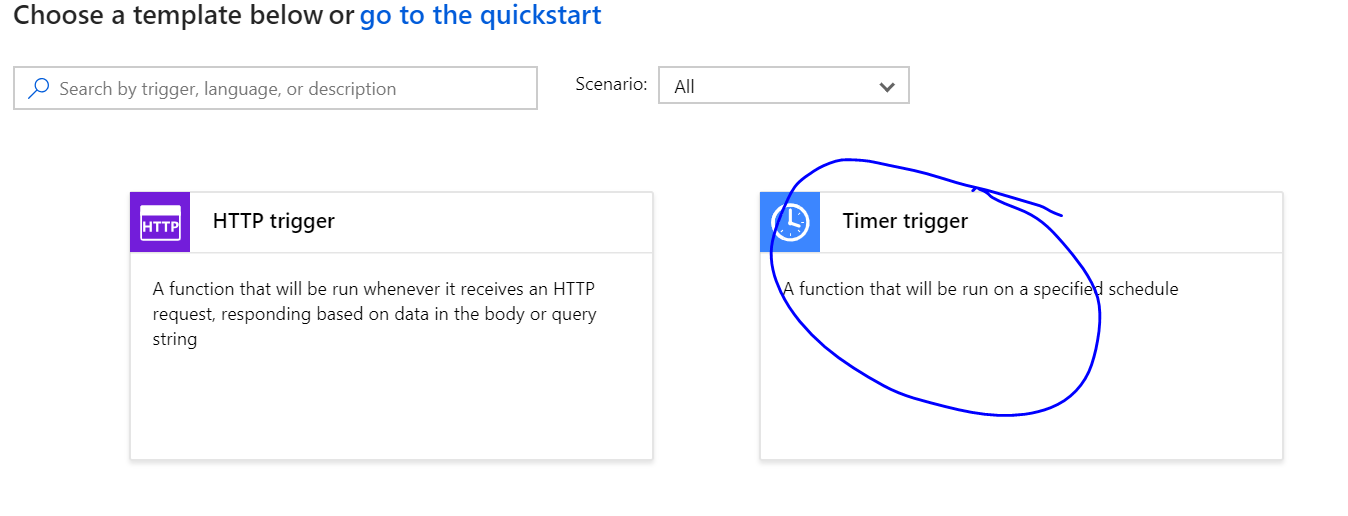 Choose a template below or go to the quickstart
Search by trigger, language, or description
Scenario:
All
HTTP
HTTP trigger
A function that will be run whenever it receives an HTTP
request, responding based on data in the body or query
string
Timer trigger
A function that will be run on a specified schedule